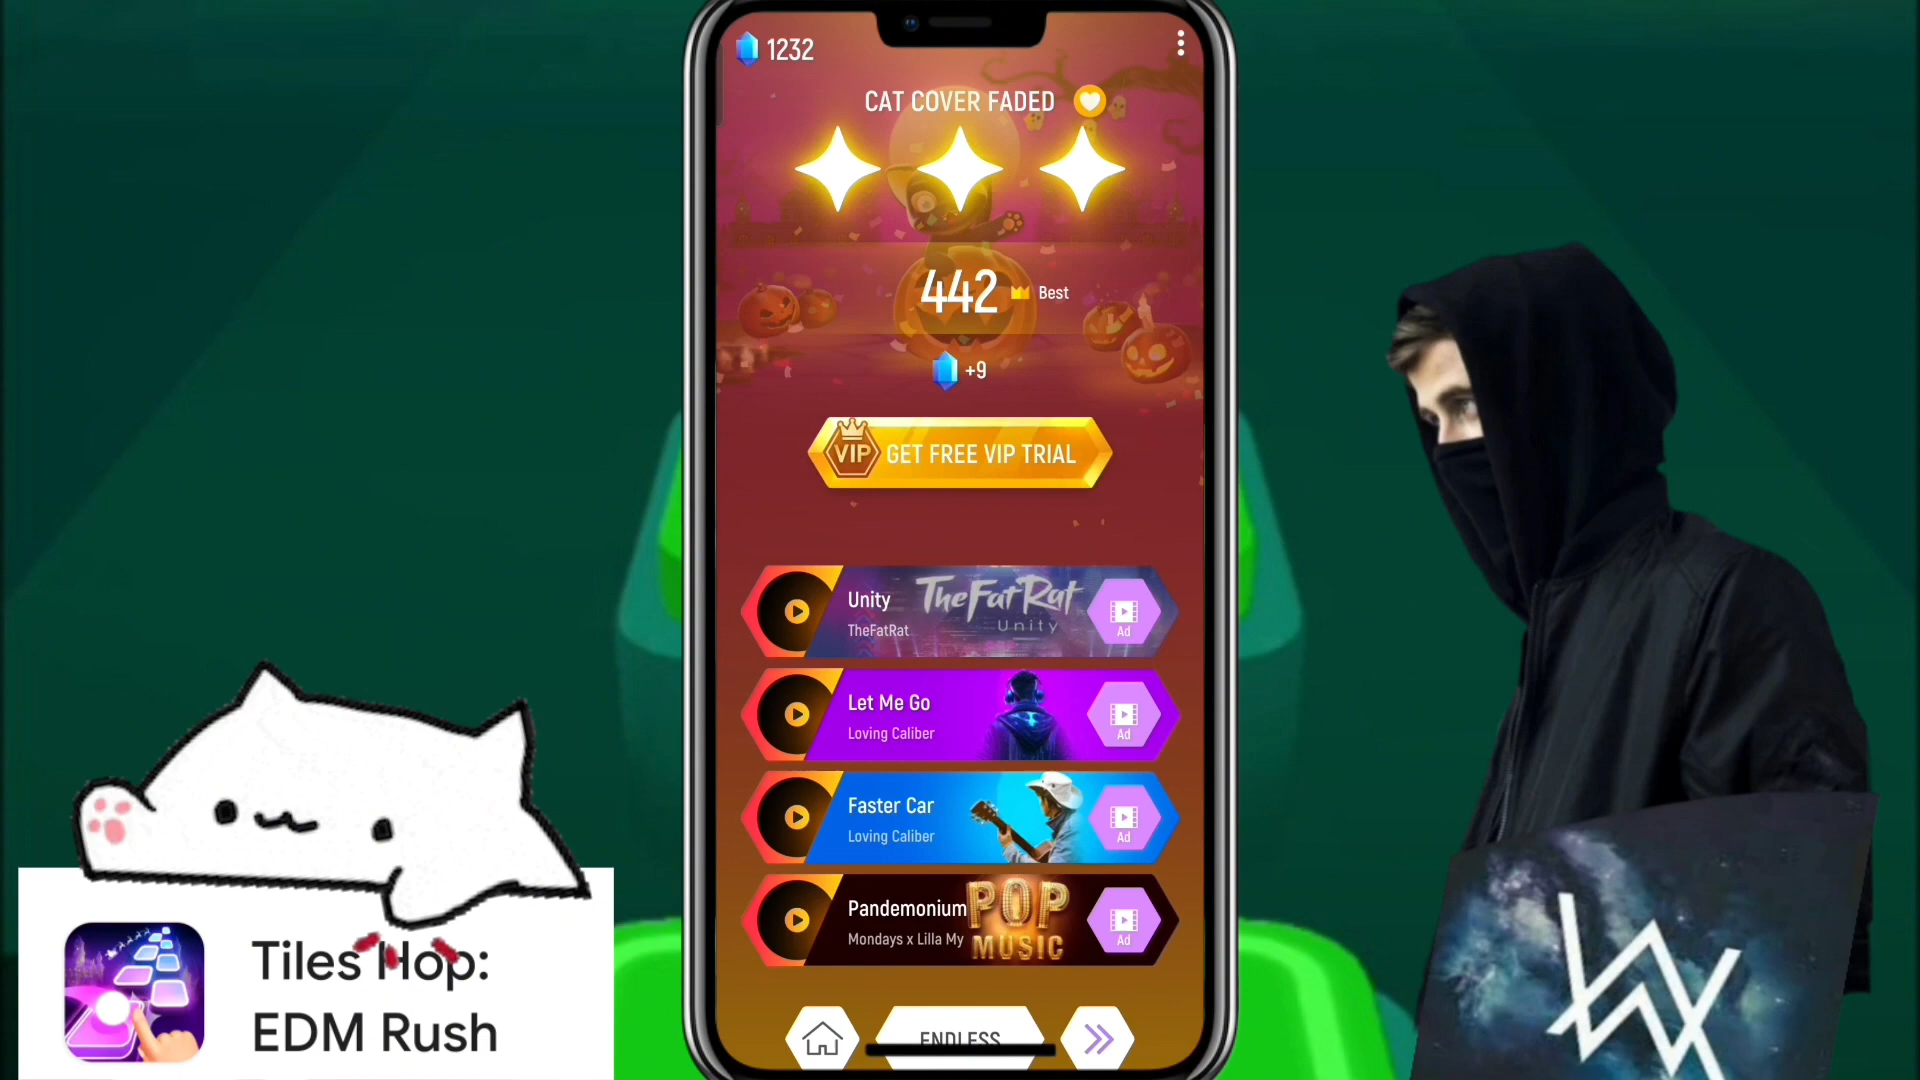 1232
CAT COVER FADED
442 Best
+9
VIP GET FREE VIP TRIAL
Unity
TheFatRat
TheFatRat
Unity
Ad
Let Me Go
Loving Caliber
Ad
Faster Car
Loving Caliber
Ad
Pandemonium
Mondays x Lilla My
POP
MUSIC
Ad
ENDLESS
Tiles Hop:
EDM Rush